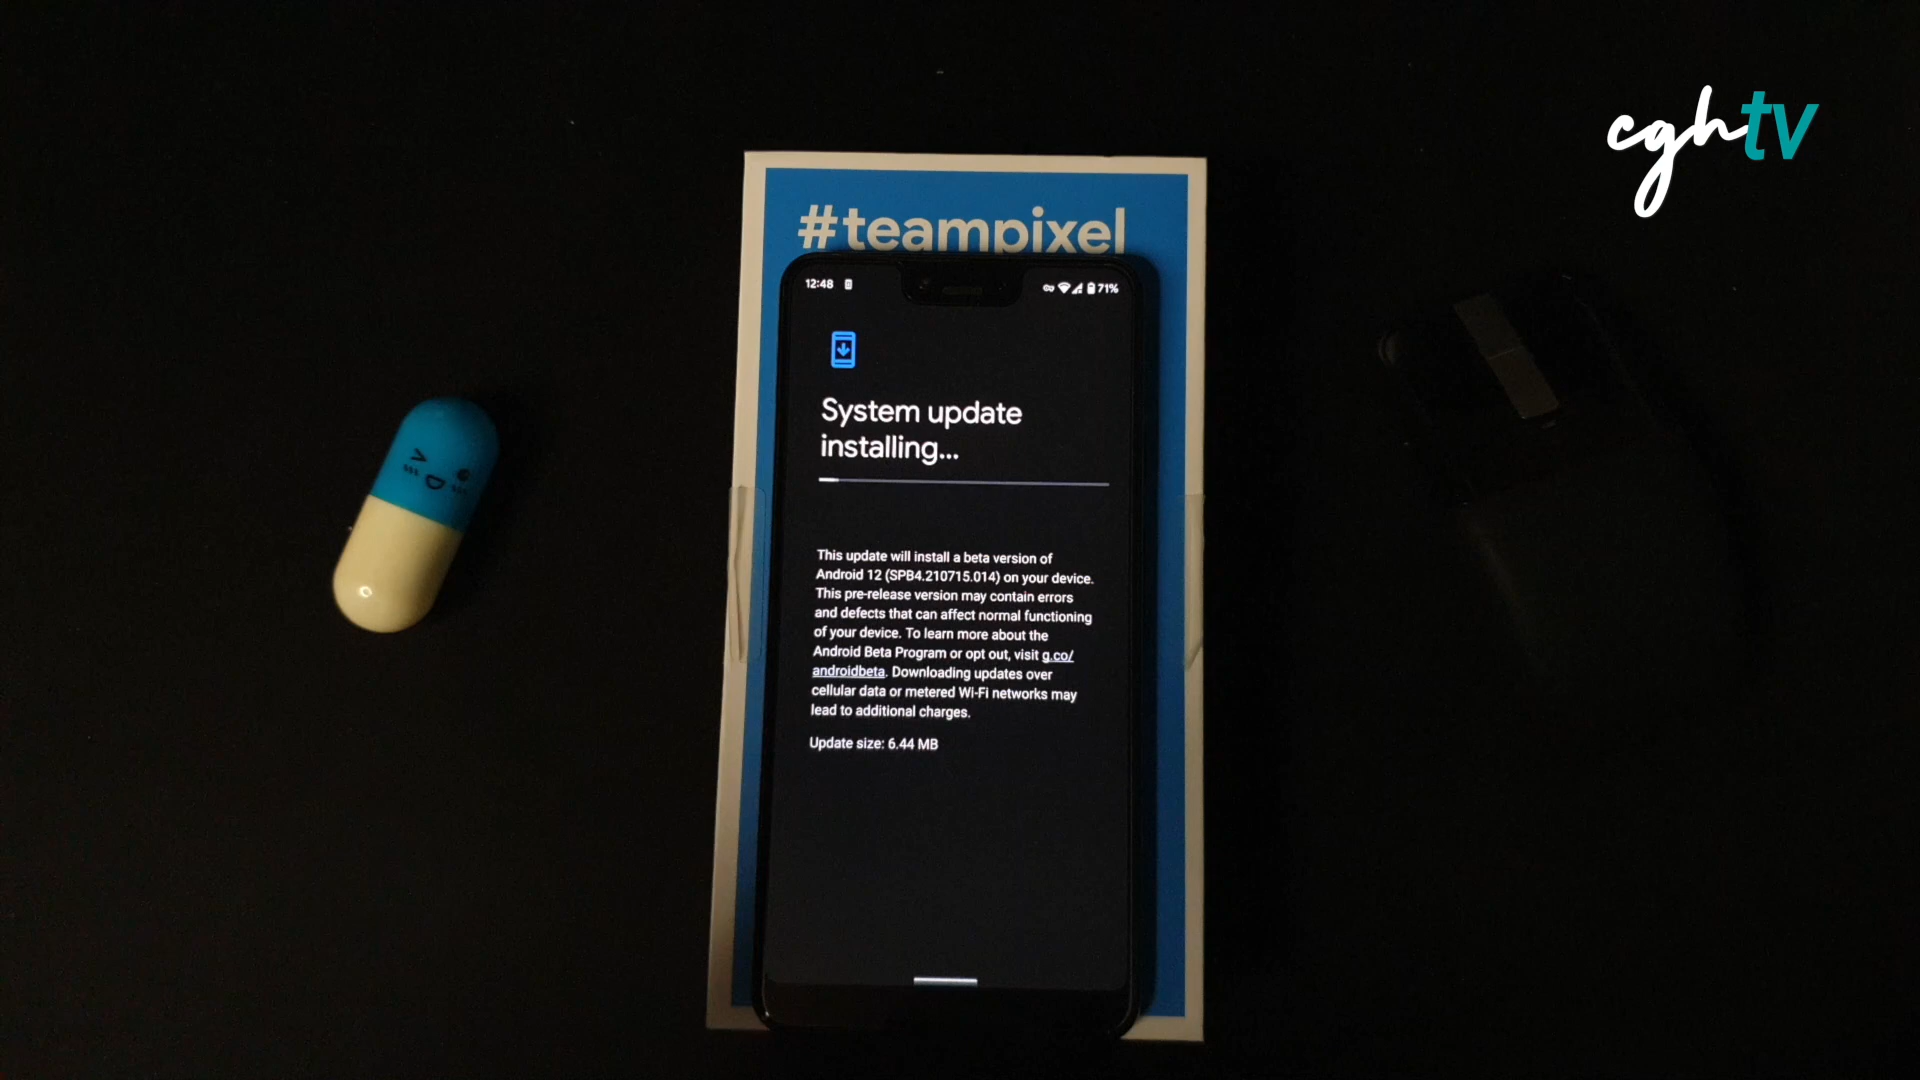 cghtv
#teampixel
12:48
71%
System update
installing...
This update will install a beta version of
Android 12 (SPB4.210715.014) on your device.
This pre-release version may contain errors
and defects that can affect normal functioning
of your device. To learn more about the
Android Beta Program or opt out, visit g.co/
androidbeta. Downloading updates over
cellular data or metered Wi-Fi networks may
lead to additional charges.
Update size: 6.44 MB